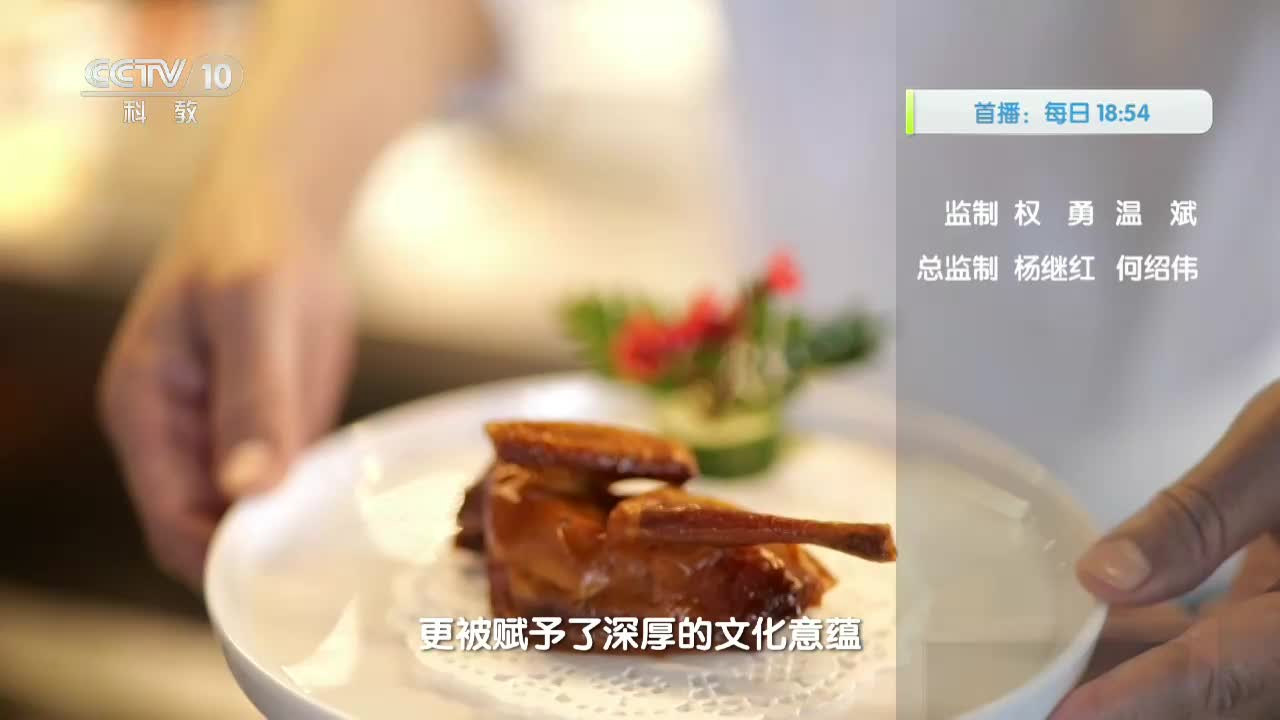 CCTV 10
科教
首播：每日 18:54
监制 权勇 温斌
总监制 杨继红 何绍伟
更被赋予了深厚的文化意蕴